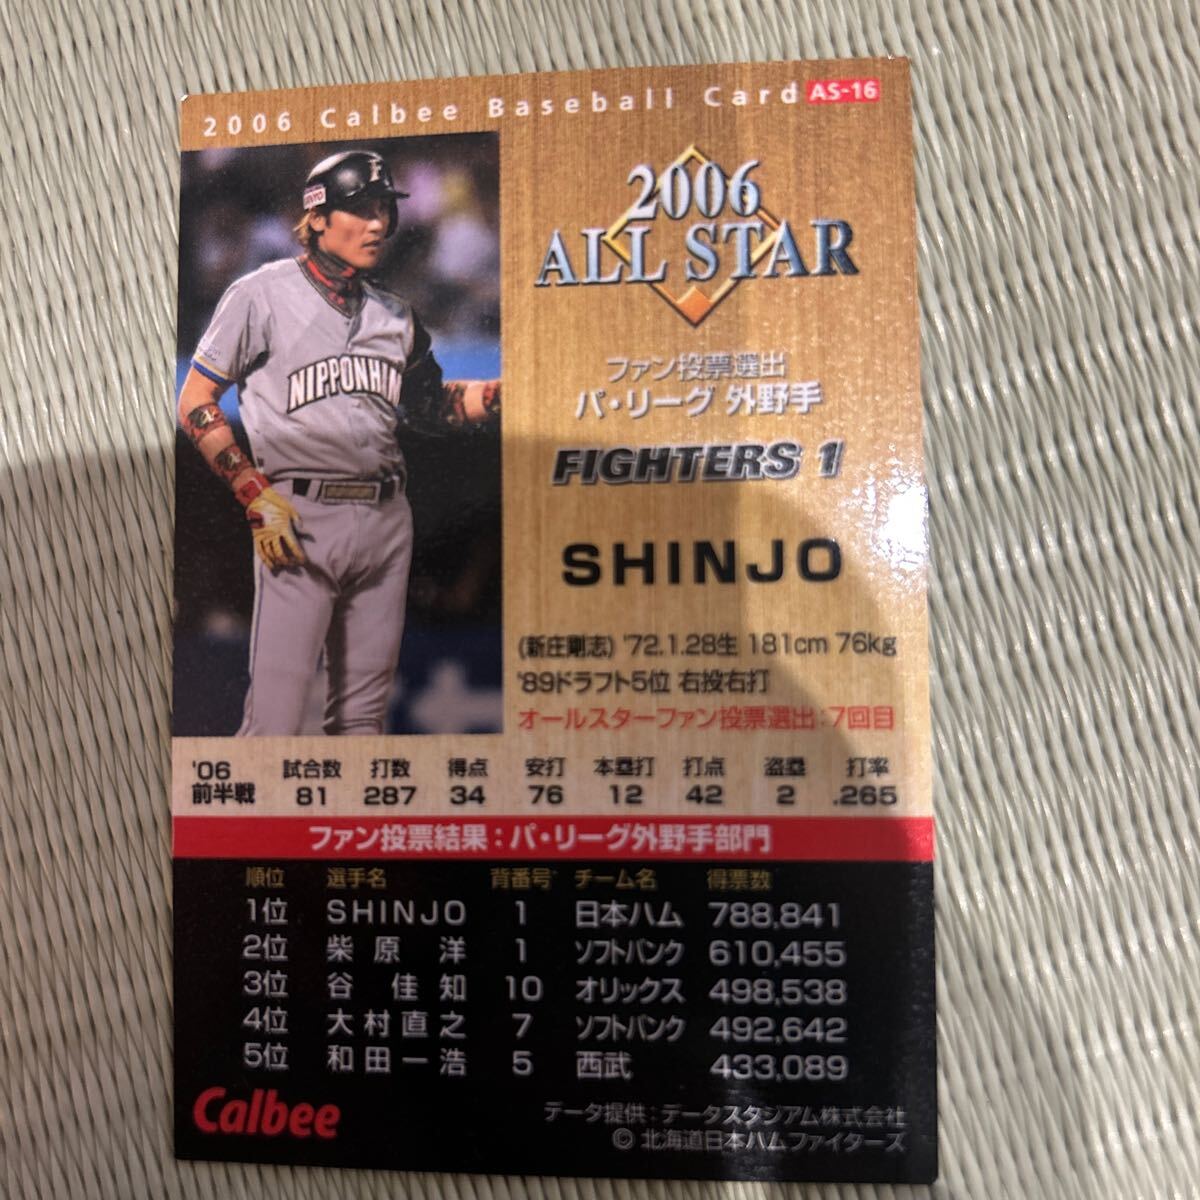 2006 Calbee Baseball Card AS-16
2006
ALL STAR
ファン投票選出
パ・リーグ 外野手
FIGHTERS 1
SHINJO
(新庄剛志) '72.1.28生 181cm 76kg
'89ドラフト5位 右投右打
オールスターファン投票選出:7回目
NIPPONHAM
'06前半戦 試合数 打数 得点 安打 本塁打 打点 盗塁 打率
81 287 34 76 12 42 2 .265
ファン投票結果:パ・リーグ外野手部門
順位 選手名 背番号 チーム名 得票数
1位 SHINJO 1 日本ハム 788,841
2位 柴原 洋 1 ソフトバンク 610,455
3位 谷 佳知 10 オリックス 498,538
4位 大村直之 7 ソフトバンク 492,642
5位 和田一浩 5 西武 433,089
Calbee
データ提供:データスタジアム株式会社
© 北海道日本ハムファイターズ